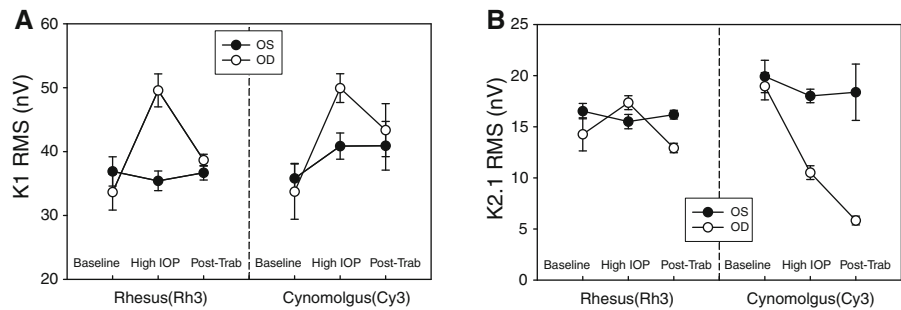 A
K1 RMS (nV)
60
50
40
30
20
OS
OD
Baseline High IOP Post-Trab Baseline High IOP Post-Trab
Rhesus(Rh3) Cynomolgus(Cy3)
B
K2.1 RMS (nV)
25
20
15
10
5
0
OS
OD
Baseline High IOP Post-Trab Baseline High IOP Post-Trab
Rhesus(Rh3) Cynomolgus(Cy3)